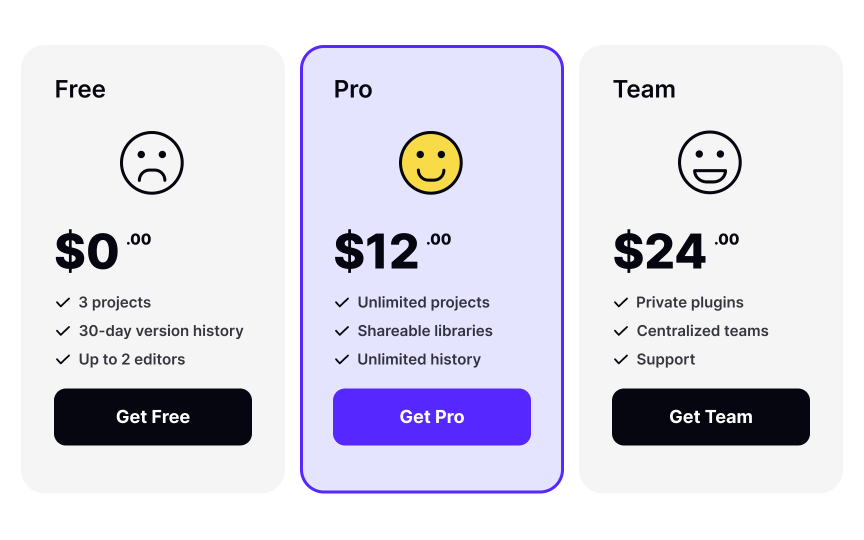 Free
$0 .00
3 projects
30-day version history
Up to 2 editors
Get Free
Pro
$12 .00
Unlimited projects
Shareable libraries
Unlimited history
Get Pro
Team
$24 .00
Private plugins
Centralized teams
Support
Get Team